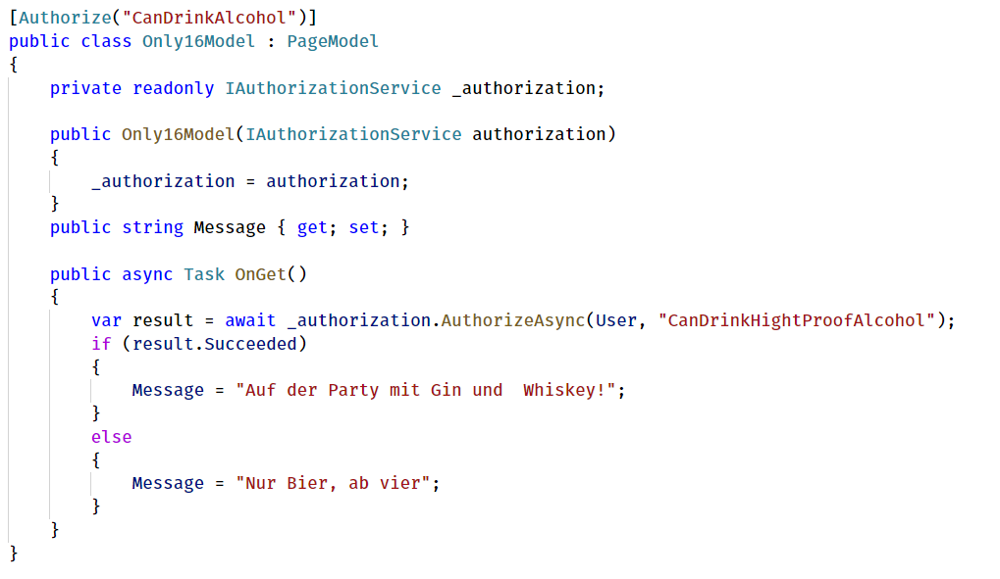 [Authorize("CanDrinkAlcohol")]
public class Only16Model : PageModel
{
    private readonly IAuthorizationService _authorization;

    public Only16Model(IAuthorizationService authorization)
    {
        _authorization = authorization;
    }
    public string Message { get; set; }

    public async Task OnGet()
    {
        var result = await _authorization.AuthorizeAsync(User, "CanDrinkHightProofAlcohol");
        if (result.Succeeded)
        {
            Message = "Auf der Party mit Gin und  Whiskey!";
        }
        else
        {
            Message = "Nur Bier, ab vier";
        }
    }
}